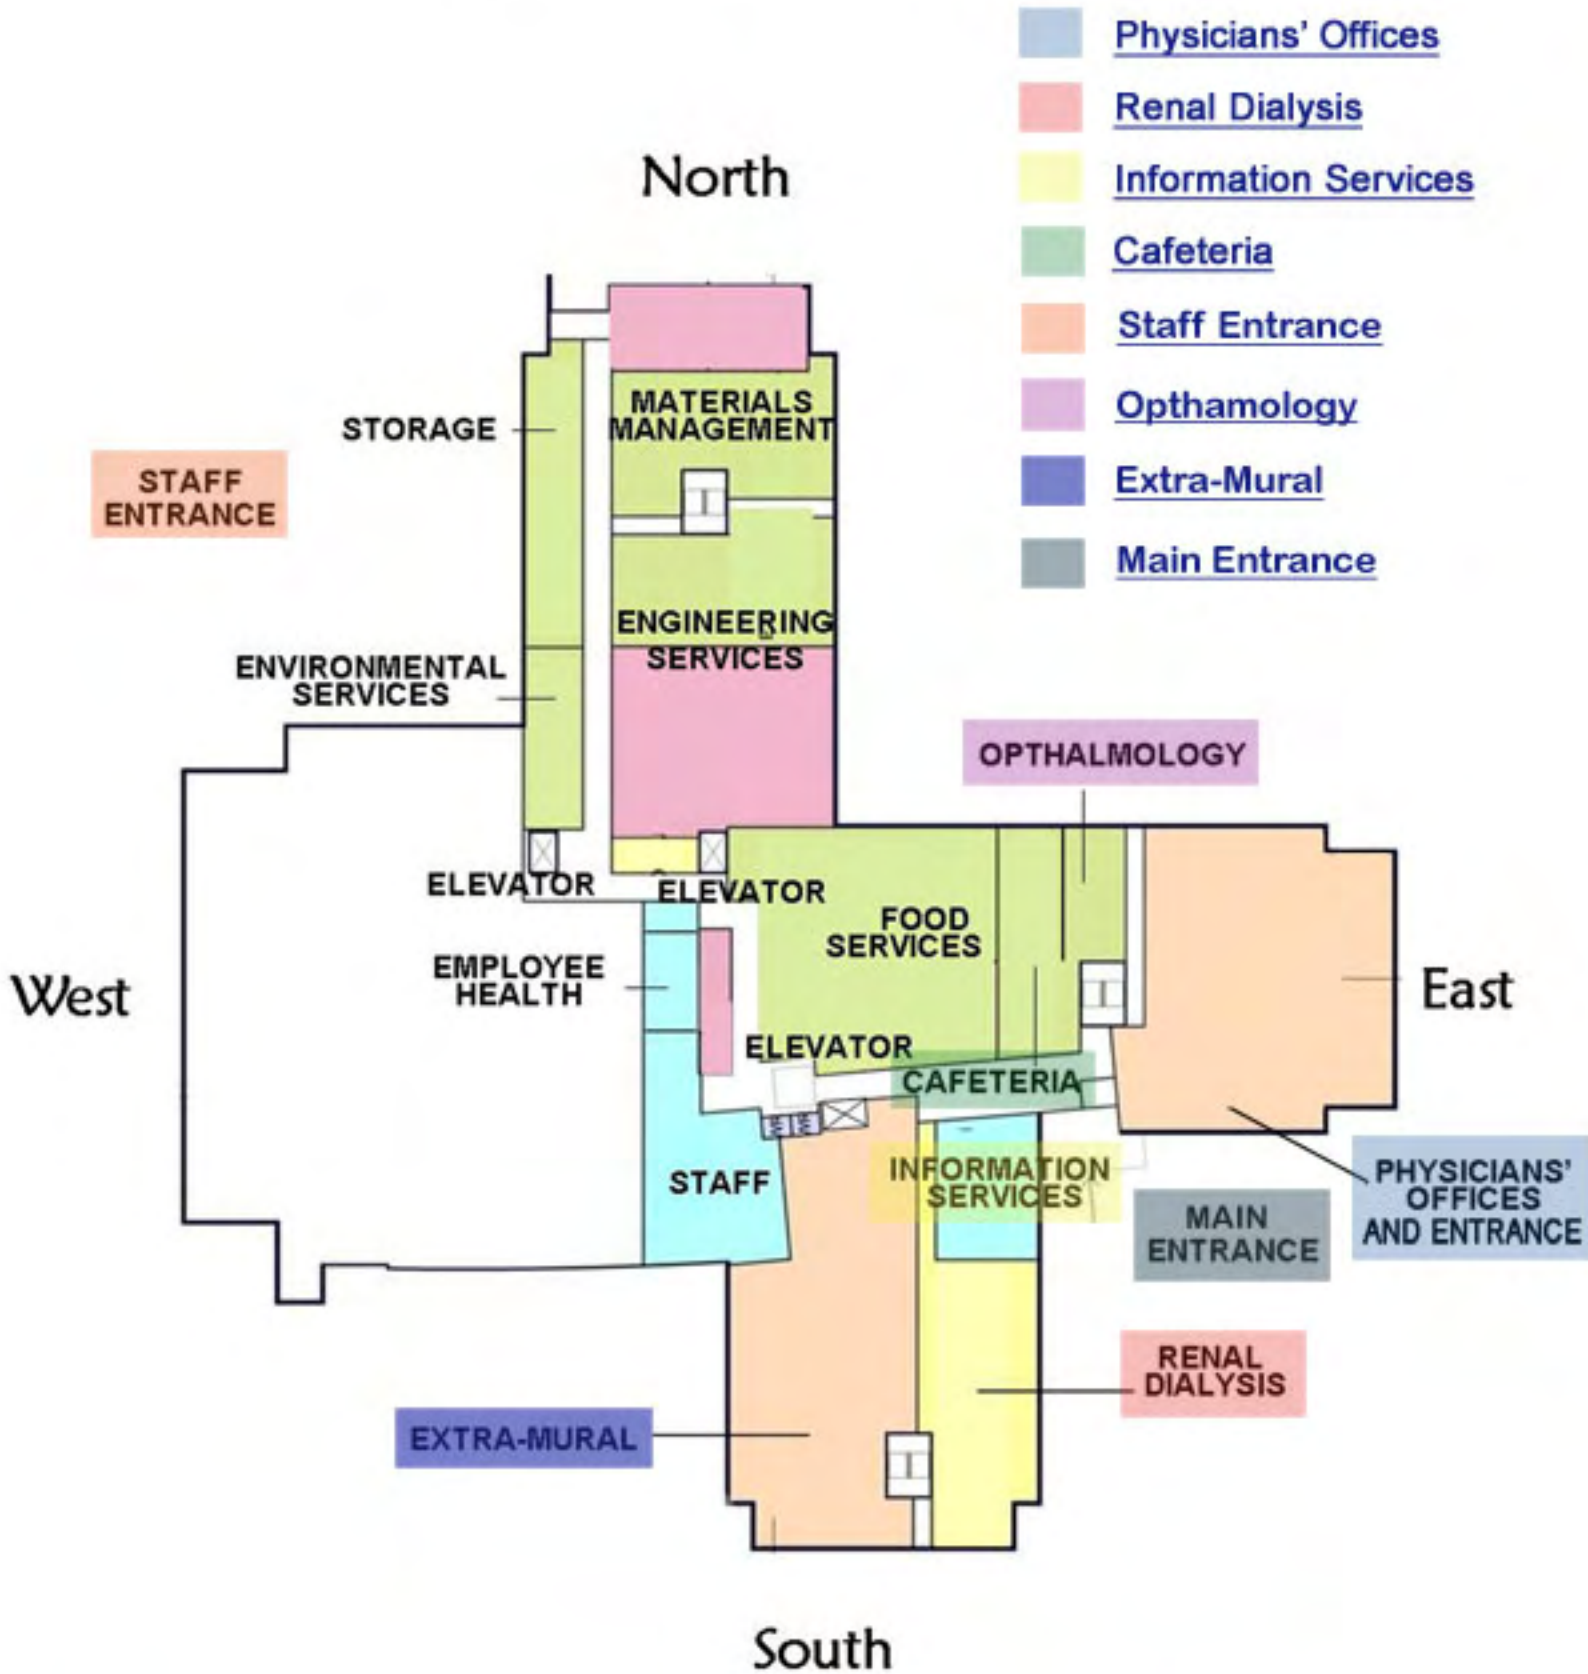 Physicians' Offices
Renal Dialysis
Information Services
Cafeteria
Staff Entrance
Opthamology
Extra-Mural
Main Entrance
North
STORAGE
MATERIALS
MANAGEMENT
STAFF
ENTRANCE
ENGINEERING
SERVICES
ENVIRONMENTAL
SERVICES
OPTHALMOLOGY
ELEVATOR
ELEVATOR
FOOD
SERVICES
EMPLOYEE
HEALTH
West
East
ELEVATOR
CAFETERIA
STAFF
INFORMATION
SERVICES
MAIN
ENTRANCE
PHYSICIANS'
OFFICES
AND ENTRANCE
RENAL
DIALYSIS
EXTRA-MURAL
South